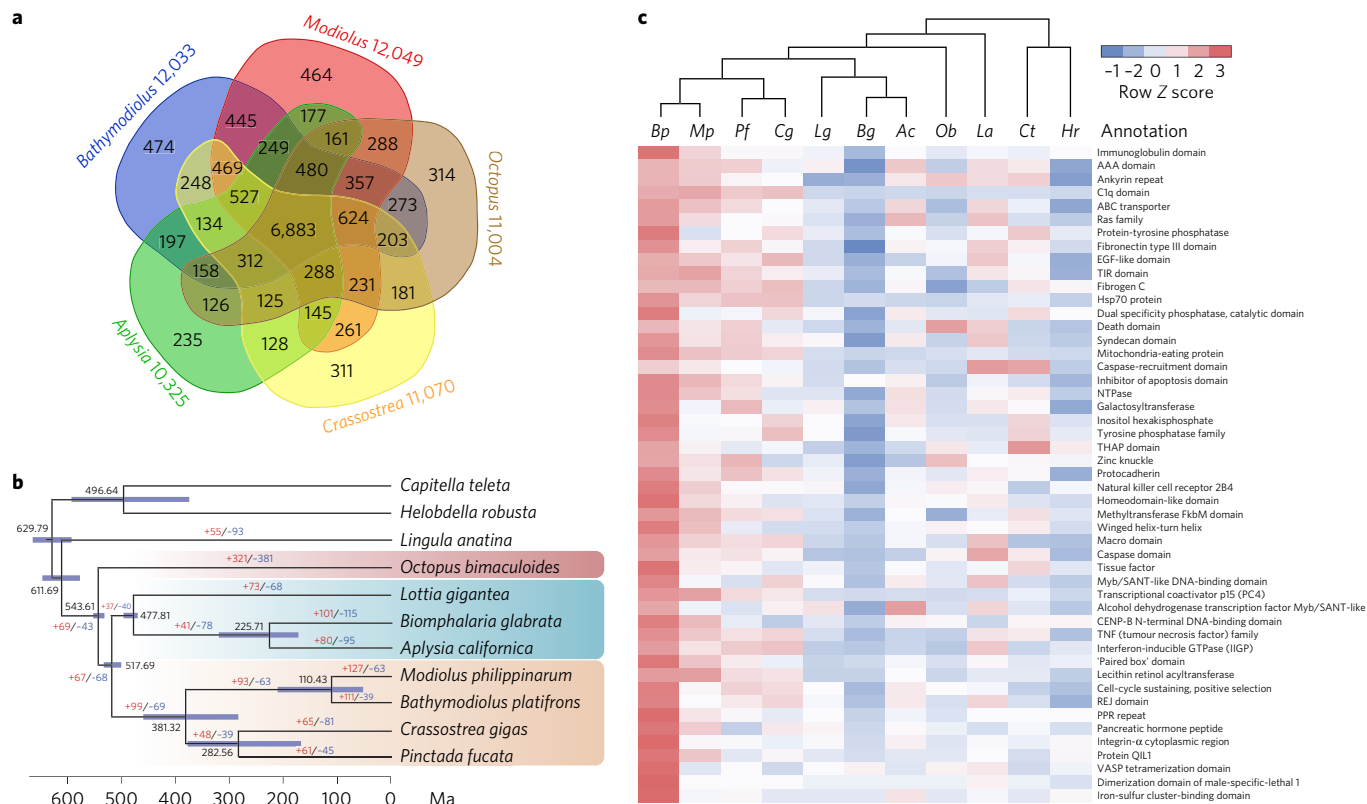 a
Bathymodiolus 12,033
Modiolus 12,049
Octopus 11,004
Crassostrea 11,070
Aplysia 10,325
464
445
177
474
249
161
288
314
480
469
357
248
527
273
134
6,883
624
203
197
312
158
288
231
181
126
125
145
235
128
261
311
b
496.64
Capitella teleta
Helobdella robusta
629.79
+55/−93
Lingula anatina
+321/−381
Octopus bimaculoides
611.69
+73/−68
Lottia gigantea
543.61
+37/−40
477.81
+101/−115
Biomphalaria glabrata
+69/−43
+41/−78
225.71
+80/−95
Aplysia californica
517.69
+67/−68
+127/−63
Modiolus philippinarum
+93/−63
110.43
+111/−39
Bathymodiolus platifrons
+99/−69
381.32
+65/−81
Crassostrea gigas
+48/−39
282.56
+61/−45
Pinctada fucata
600 500 400 300 200 100 0 Ma
c
−1 −2 0 1 2 3
Row Z score
Bp Mp Pf Cg Lg Bg Ac Ob La Ct Hr Annotation
Immunoglobulin domain
AAA domain
Ankyrin repeat
C1q domain
ABC transporter
Ras family
Protein-tyrosine phosphatase
Fibronectin type III domain
EGF-like domain
TIR domain
Fibrogen C
Hsp70 protein
Dual specificity phosphatase, catalytic domain
Death domain
Syndecan domain
Mitochondria-eating protein
Caspase-recruitment domain
Inhibitor of apoptosis domain
NTPase
Galactosyltransferase
Inositol hexakisphosphate
Tyrosine phosphatase family
THAP domain
Zinc knuckle
Protocadherin
Natural killer cell receptor 2B4
Homeodomain-like domain
Methyltransferase FkbM domain
Winged helix-turn helix
Macro domain
Caspase domain
Tissue factor
Myb/SANT-like DNA-binding domain
Transcriptional coactivator p15 (PC4)
Alcohol dehydrogenase transcription factor Myb/SANT-like
CENP-B N-terminal DNA-binding domain
TNF (tumour necrosis factor) family
Interferon-inducible GTPase (IIGP)
'Paired box' domain
Lecithin retinol acyltransferase
Cell-cycle sustaining, positive selection
REJ domain
PPR repeat
Pancreatic hormone peptide
Integrin-α cytoplasmic region
Protein QIL1
VASP tetramerization domain
Dimerization domain of male-specific-lethal 1
Iron-sulfur cluster-binding domain